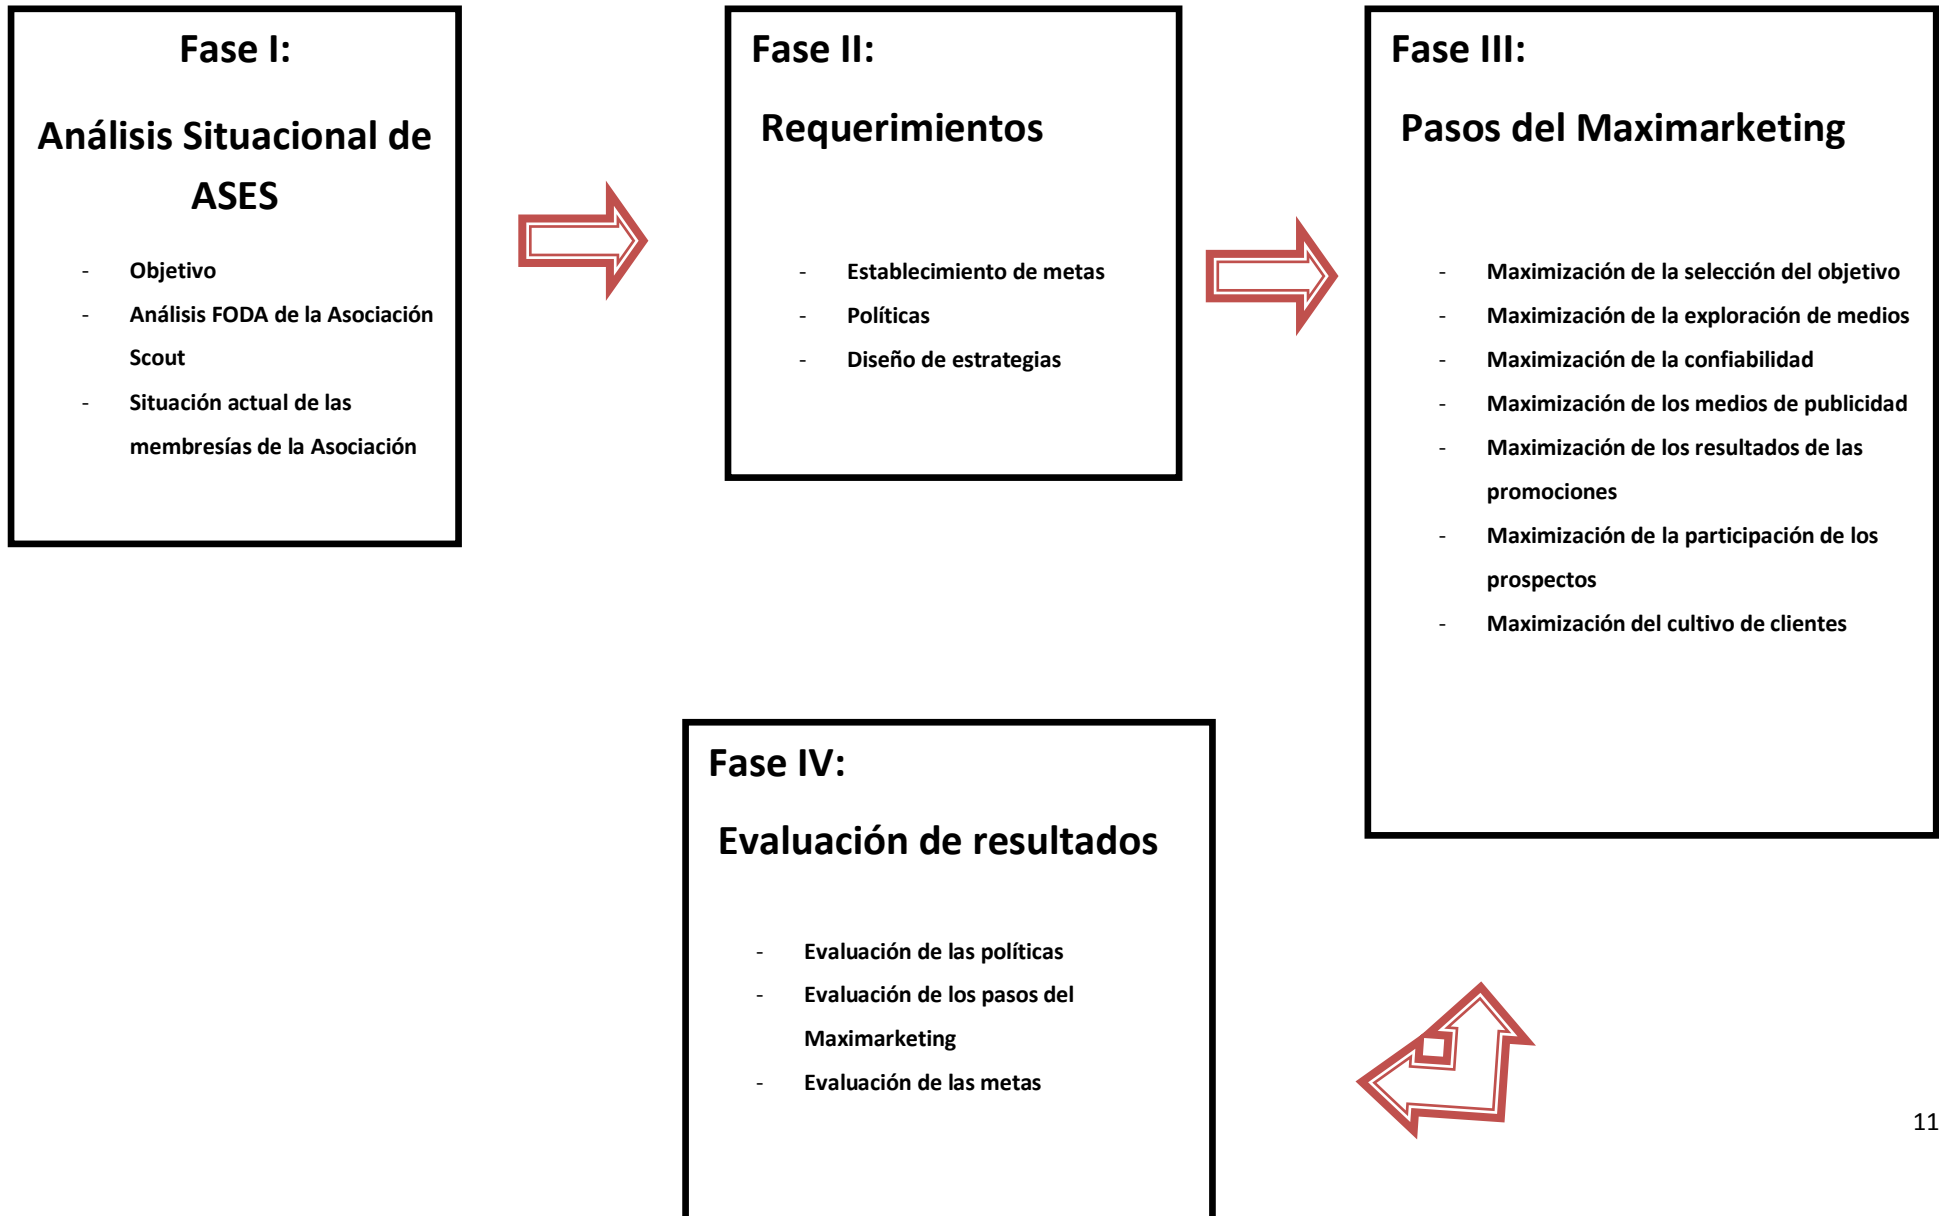 Fase I:
Análisis Situacional de
ASES
- Objetivo
- Análisis FODA de la Asociación
Scout
- Situación actual de las
membresías de la Asociación
Fase II:
Requerimientos
- Establecimiento de metas
- Políticas
- Diseño de estrategias
Fase III:
Pasos del Maximarketing
- Maximización de la selección del objetivo
- Maximización de la exploración de medios
- Maximización de la confiabilidad
- Maximización de los medios de publicidad
- Maximización de los resultados de las
promociones
- Maximización de la participación de los
prospectos
- Maximización del cultivo de clientes
Fase IV:
Evaluación de resultados
- Evaluación de las políticas
- Evaluación de los pasos del
Maximarketing
- Evaluación de las metas
11